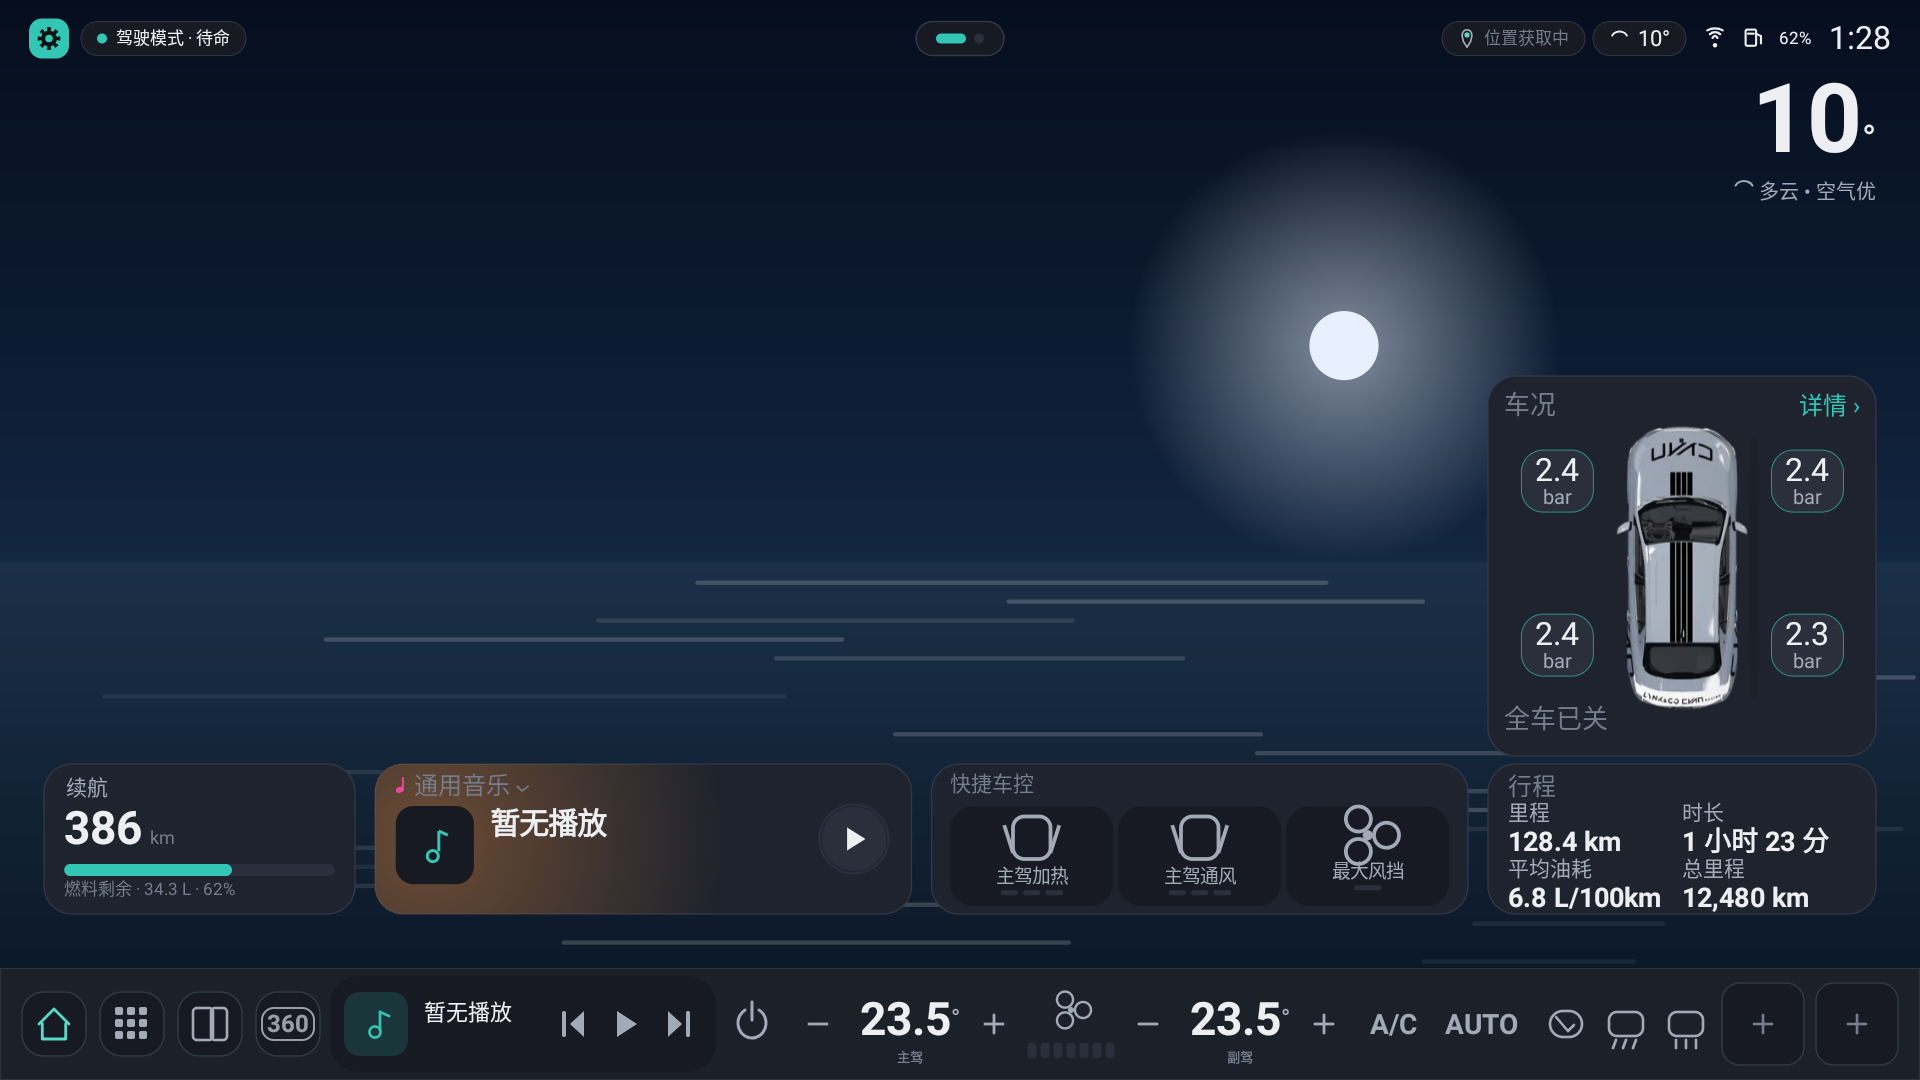 驾驶模式 · 待命
位置获取中
10°
62%
1:28
10°
多云 • 空气优
车况
详情 ›
2.4
bar
2.4
bar
2.4
bar
2.3
bar
全车已关
续航
386 km
燃料剩余 · 34.3 L · 62%
通用音乐
暂无播放
快捷车控
主驾加热
主驾通风
最大风挡
行程
里程
128.4 km
时长
1 小时 23 分
平均油耗
6.8 L/100km
总里程
12,480 km
360
暂无播放
23.5°
主驾
23.5°
副驾
A/C
AUTO